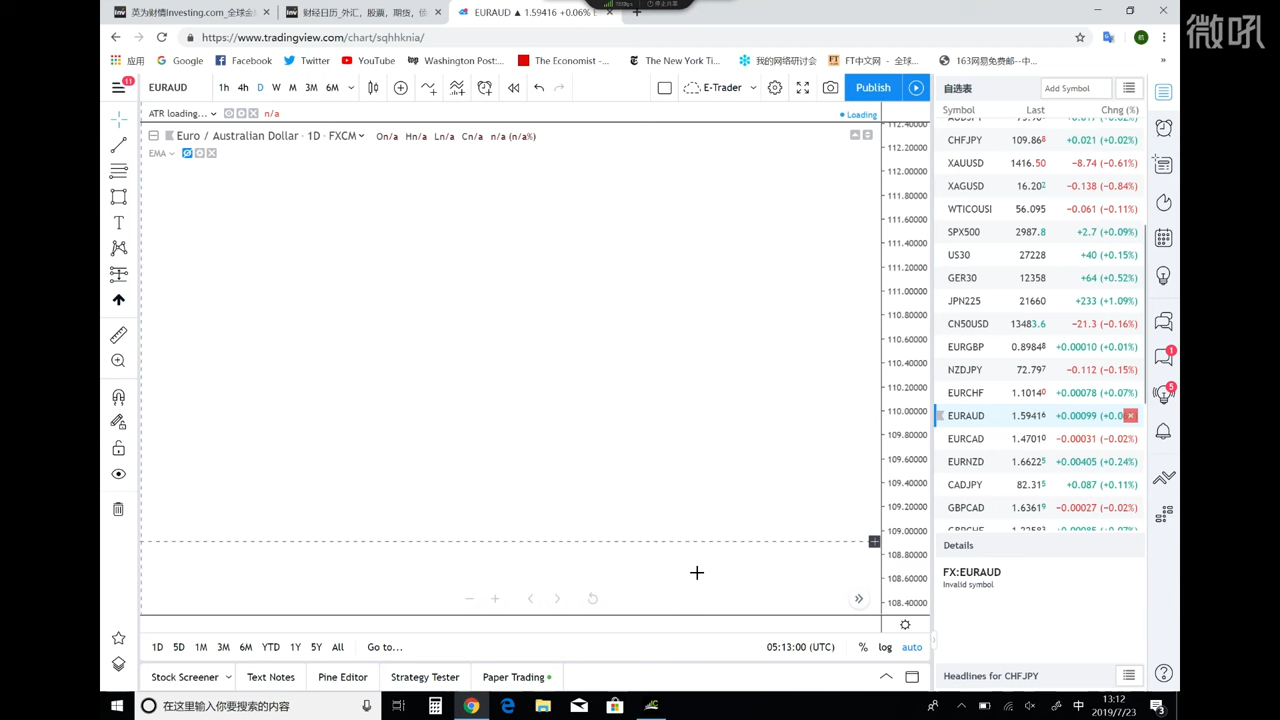 英为财情Investing.com_全球金
财经日历_外汇，股票，期货，债
EURAUD ▲ 1.59416 +0.06% E
停止共享
微吼
https://www.tradingview.com/chart/sqhhknia/
应用
Google
Facebook
Twitter
YouTube
Washington Post:...
The Economist -...
The New York Tim...
我的网络研讨会
FT中文网 - 全球...
163网易免费邮--中...
»
11
EURAUD
1h 4h D W M 3M 6M
E-Trader
Publish
自选表
Add Symbol
ATR loading...
n/a
Loading
Euro / Australian Dollar · 1D · FXCM
On/a Hn/a Ln/a Cn/a n/a (n/a%)
EMA
112.40000
112.20000
112.00000
111.80000
111.60000
111.40000
111.20000
111.00000
110.80000
110.60000
110.40000
110.20000
110.00000
109.80000
109.60000
109.40000
109.20000
109.00000
108.80000
108.60000
108.40000
Symbol Last Chng (%)
CHFJPY 109.868 +0.021 (+0.02%)
XAUUSD 1416.50 −8.74 (−0.61%)
XAGUSD 16.202 −0.138 (−0.84%)
WTICOUSI 56.095 −0.061 (−0.11%)
SPX500 2987.8 +2.7 (+0.09%)
US30 27228 +40 (+0.15%)
GER30 12358 +64 (+0.52%)
JPN225 21660 +233 (+1.09%)
CN50USD 13483.6 −21.3 (−0.16%)
EURGBP 0.89848 +0.00010 (+0.01%)
NZDJPY 72.797 −0.112 (−0.15%)
EURCHF 1.10140 +0.00078 (+0.07%)
EURAUD 1.59416 +0.00099 (+0.0
EURCAD 1.47010 −0.00031 (−0.02%)
EURNZD 1.66225 +0.00405 (+0.24%)
CADJPY 82.315 +0.087 (+0.11%)
GBPCAD 1.63619 −0.00027 (−0.02%)
1
5
Details
FX:EURAUD
Invalid symbol
Headlines for CHFJPY
1D 5D 1M 3M 6M YTD 1Y 5Y All Go to...
05:13:00 (UTC) % log auto
Stock Screener
Text Notes
Pine Editor
Strategy Tester
Paper Trading
在这里输入你要搜索的内容
中
13:12
2019/7/23
3